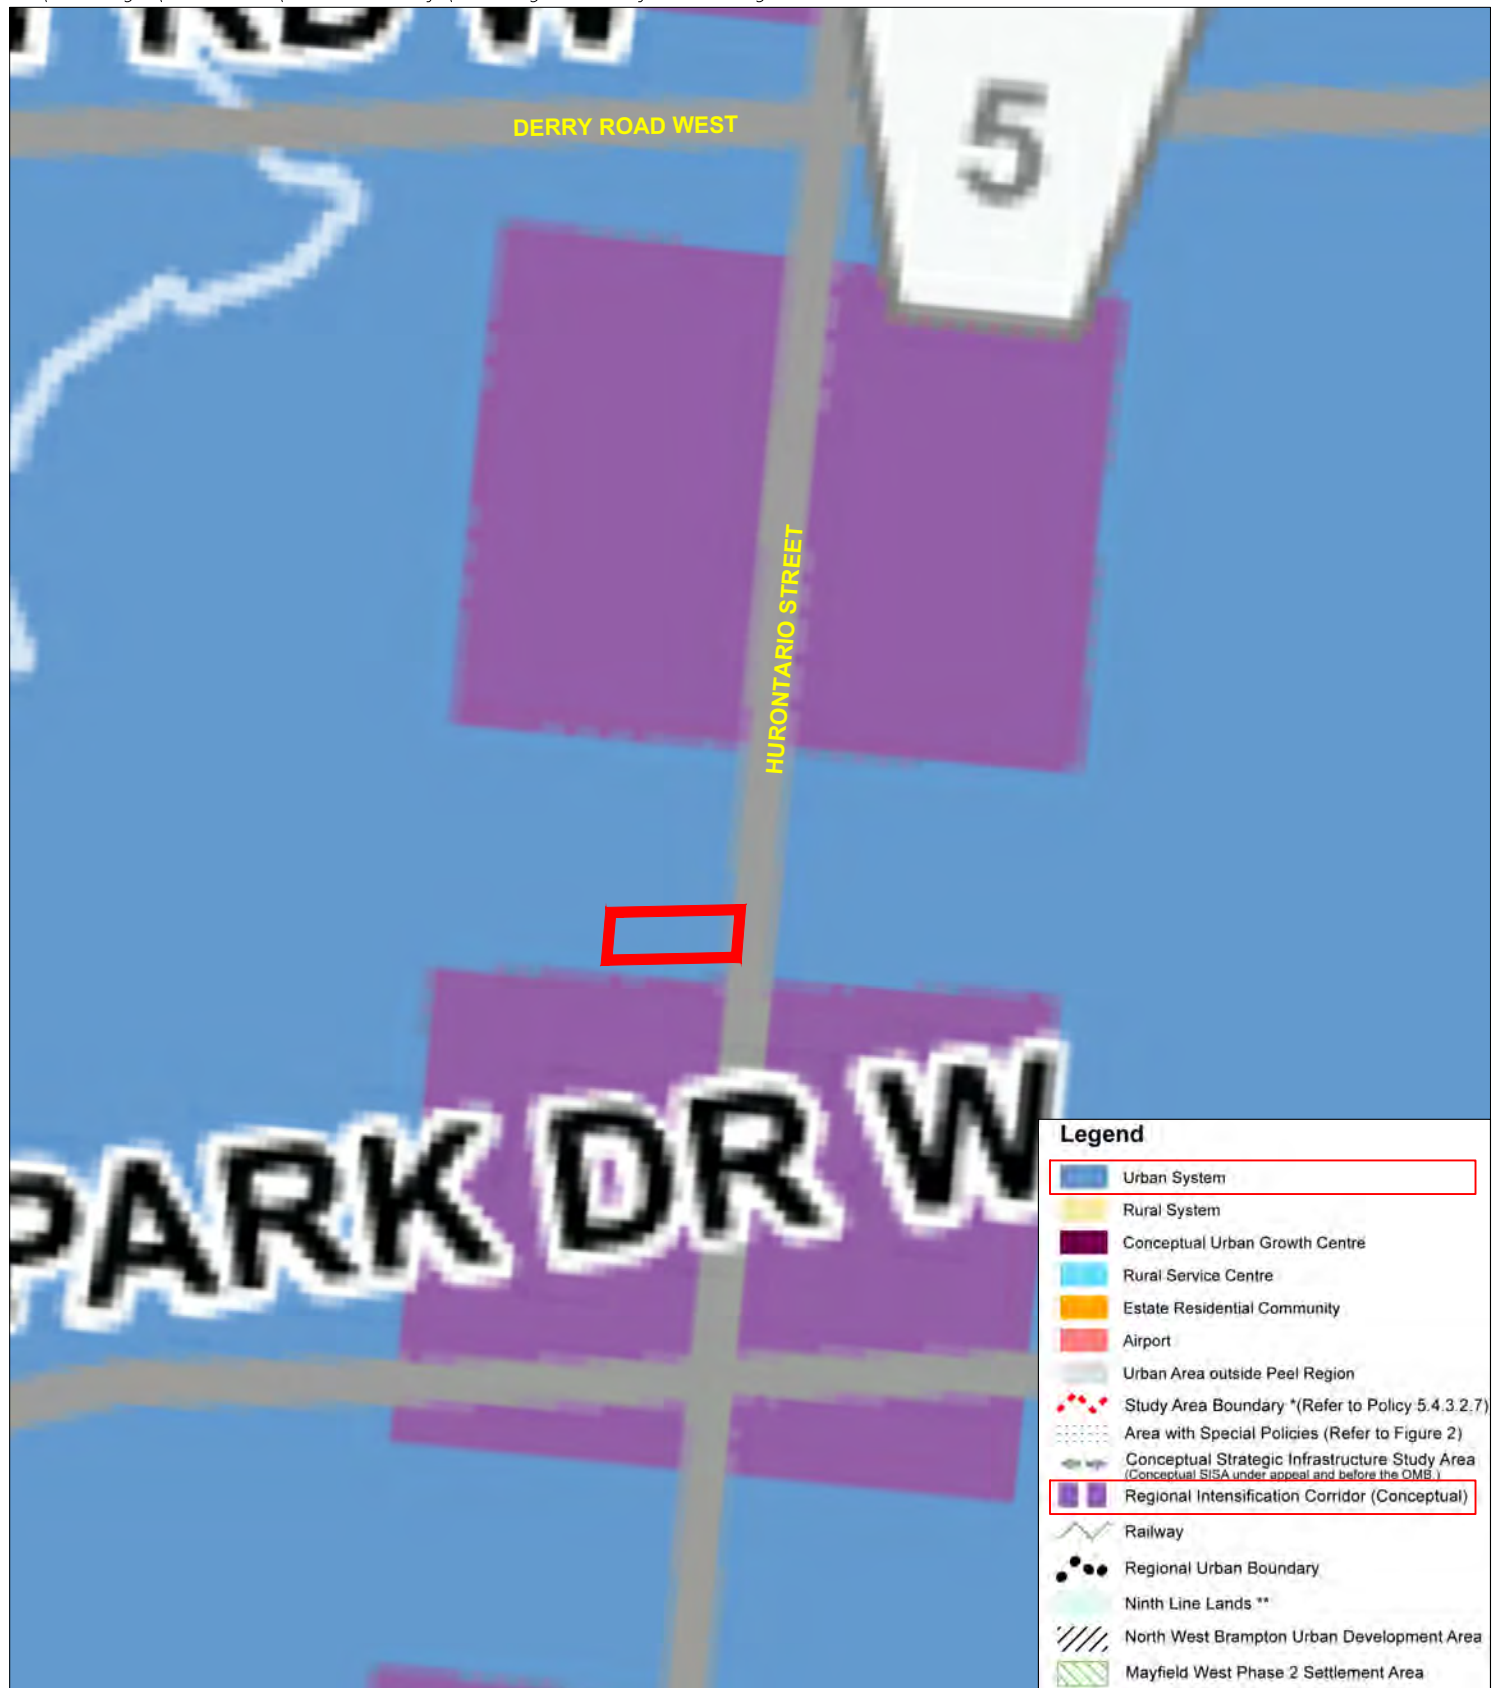 DERRY ROAD WEST
5
HURONTARIO STREET
PARK DR W
Legend
Urban System
Rural System
Conceptual Urban Growth Centre
Rural Service Centre
Estate Residential Community
Airport
Urban Area outside Peel Region
Study Area Boundary *(Refer to Policy 5.4.3.2.7)
Area with Special Policies (Refer to Figure 2)
Conceptual Strategic Infrastructure Study Area
(Conceptual SISA under appeal and before the OMB.)
Regional Intensification Corridor (Conceptual)
Railway
Regional Urban Boundary
Ninth Line Lands **
North West Brampton Urban Development Area
Mayfield West Phase 2 Settlement Area